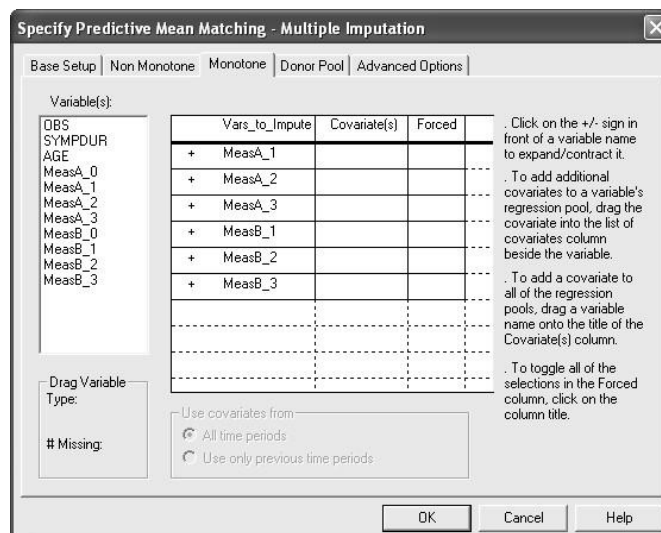 Specify Predictive Mean Matching - Multiple Imputation
Base Setup Non Monotone Monotone Donor Pool Advanced Options
Variable(s):
OBS
SYMPDUR
AGE
MeasA_0
MeasA_1
MeasA_2
MeasA_3
MeasB_0
MeasB_1
MeasB_2
MeasB_3
Vars_to_Impute Covariate(s) Forced
+ MeasA_1
+ MeasA_2
+ MeasA_3
+ MeasB_1
+ MeasB_2
+ MeasB_3
. Click on the +/- sign in
front of a variable name
to expand/contract it.
. To add additional
covariates to a variable's
regression pool, drag the
covariate into the list of
covariates column
beside the variable.
. To add a covariate to
all of the regression
pools, drag a variable
name onto the title of the
Covariate(s) column.
. To toggle all of the
selections in the Forced
column, click on the
column title.
Drag Variable
Type:
# Missing:
Use covariates from
All time periods
Use only previous time periods
OK Cancel Help